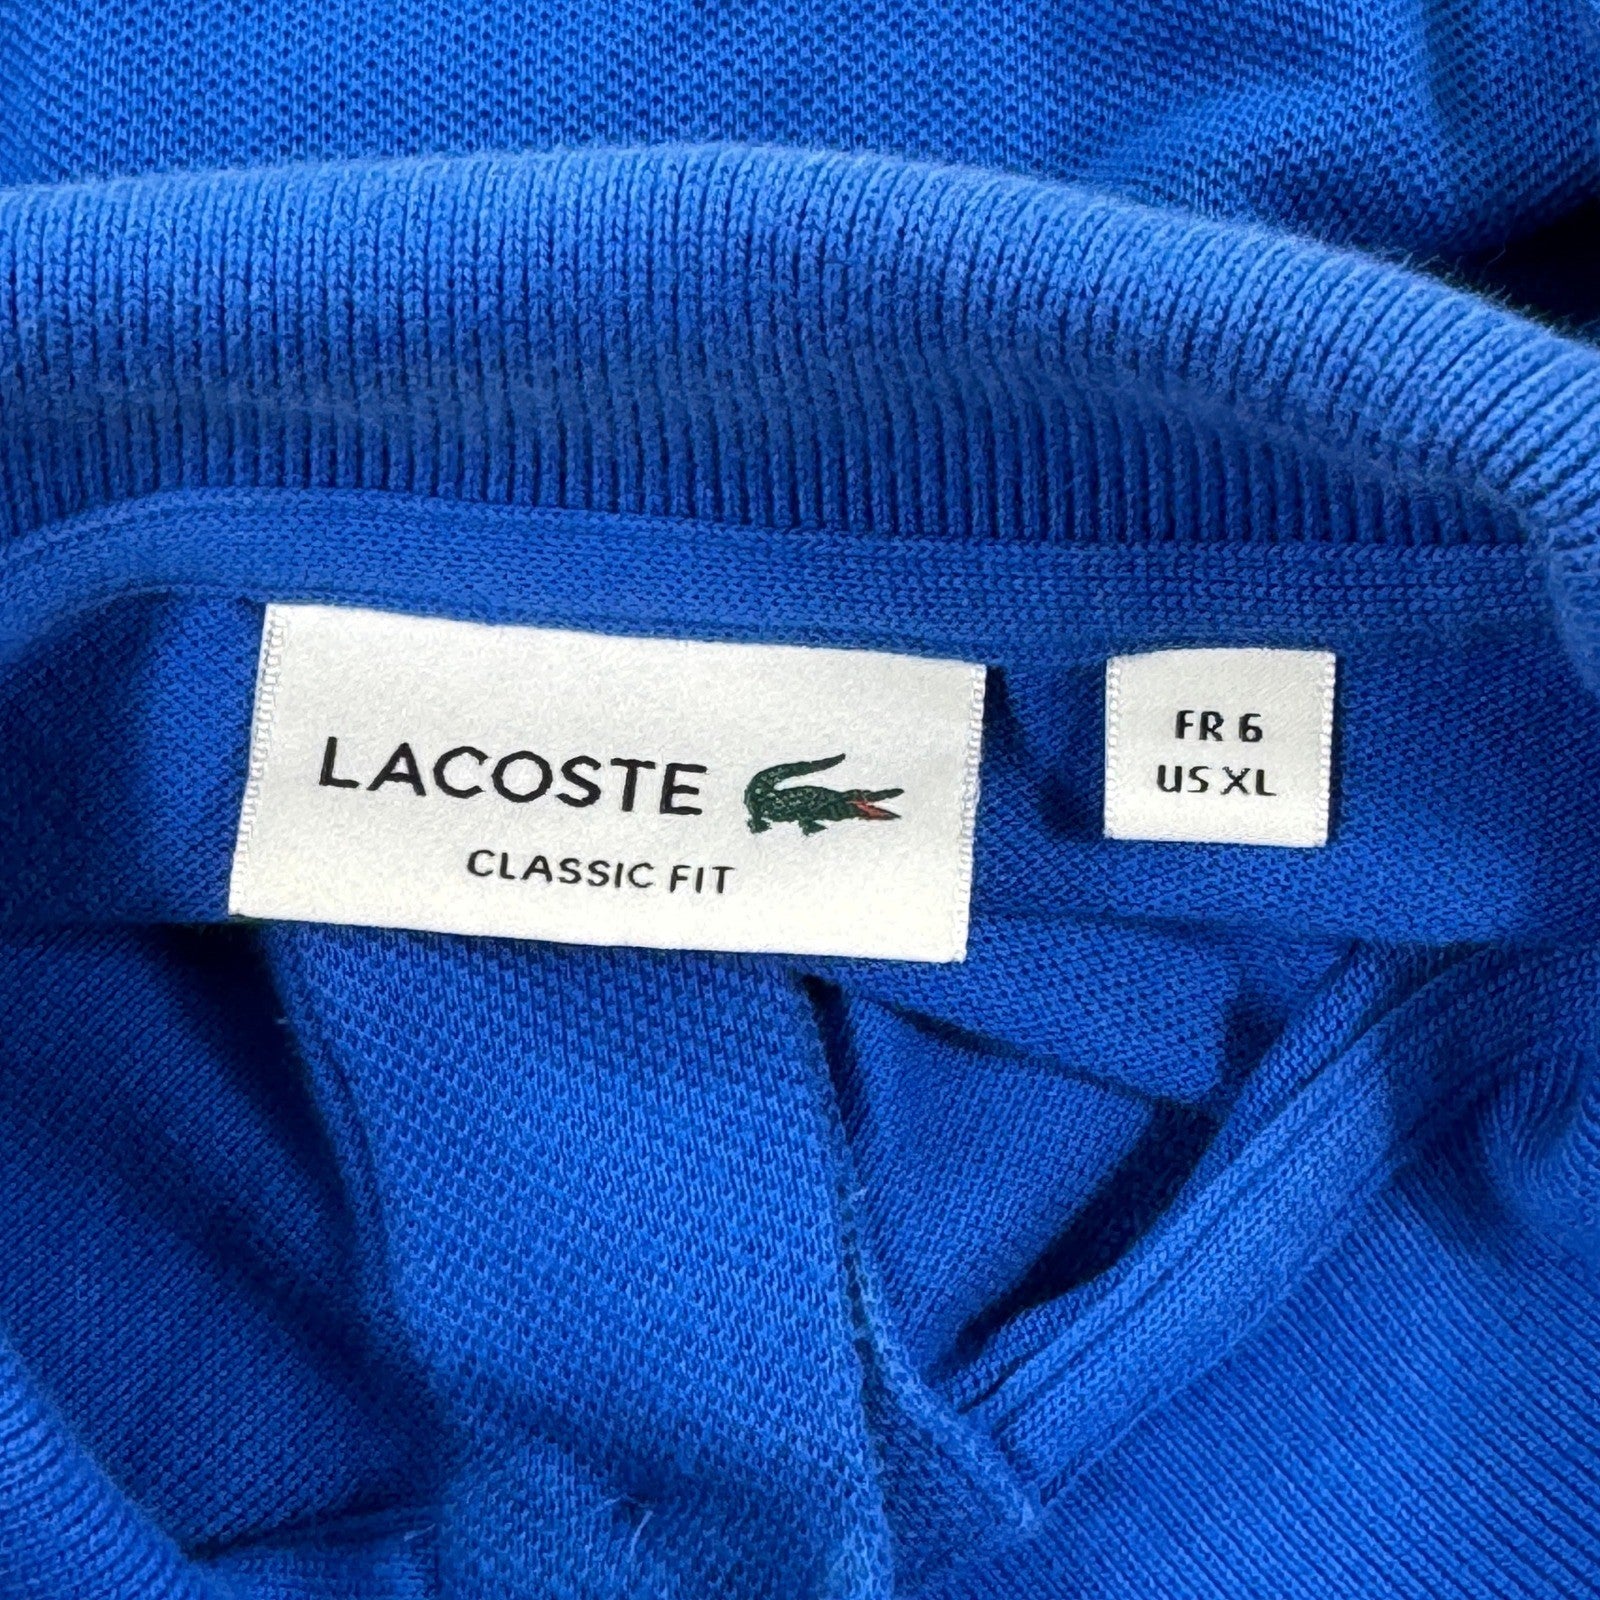 LACOSTE
CLASSIC FIT
FR 6
US XL